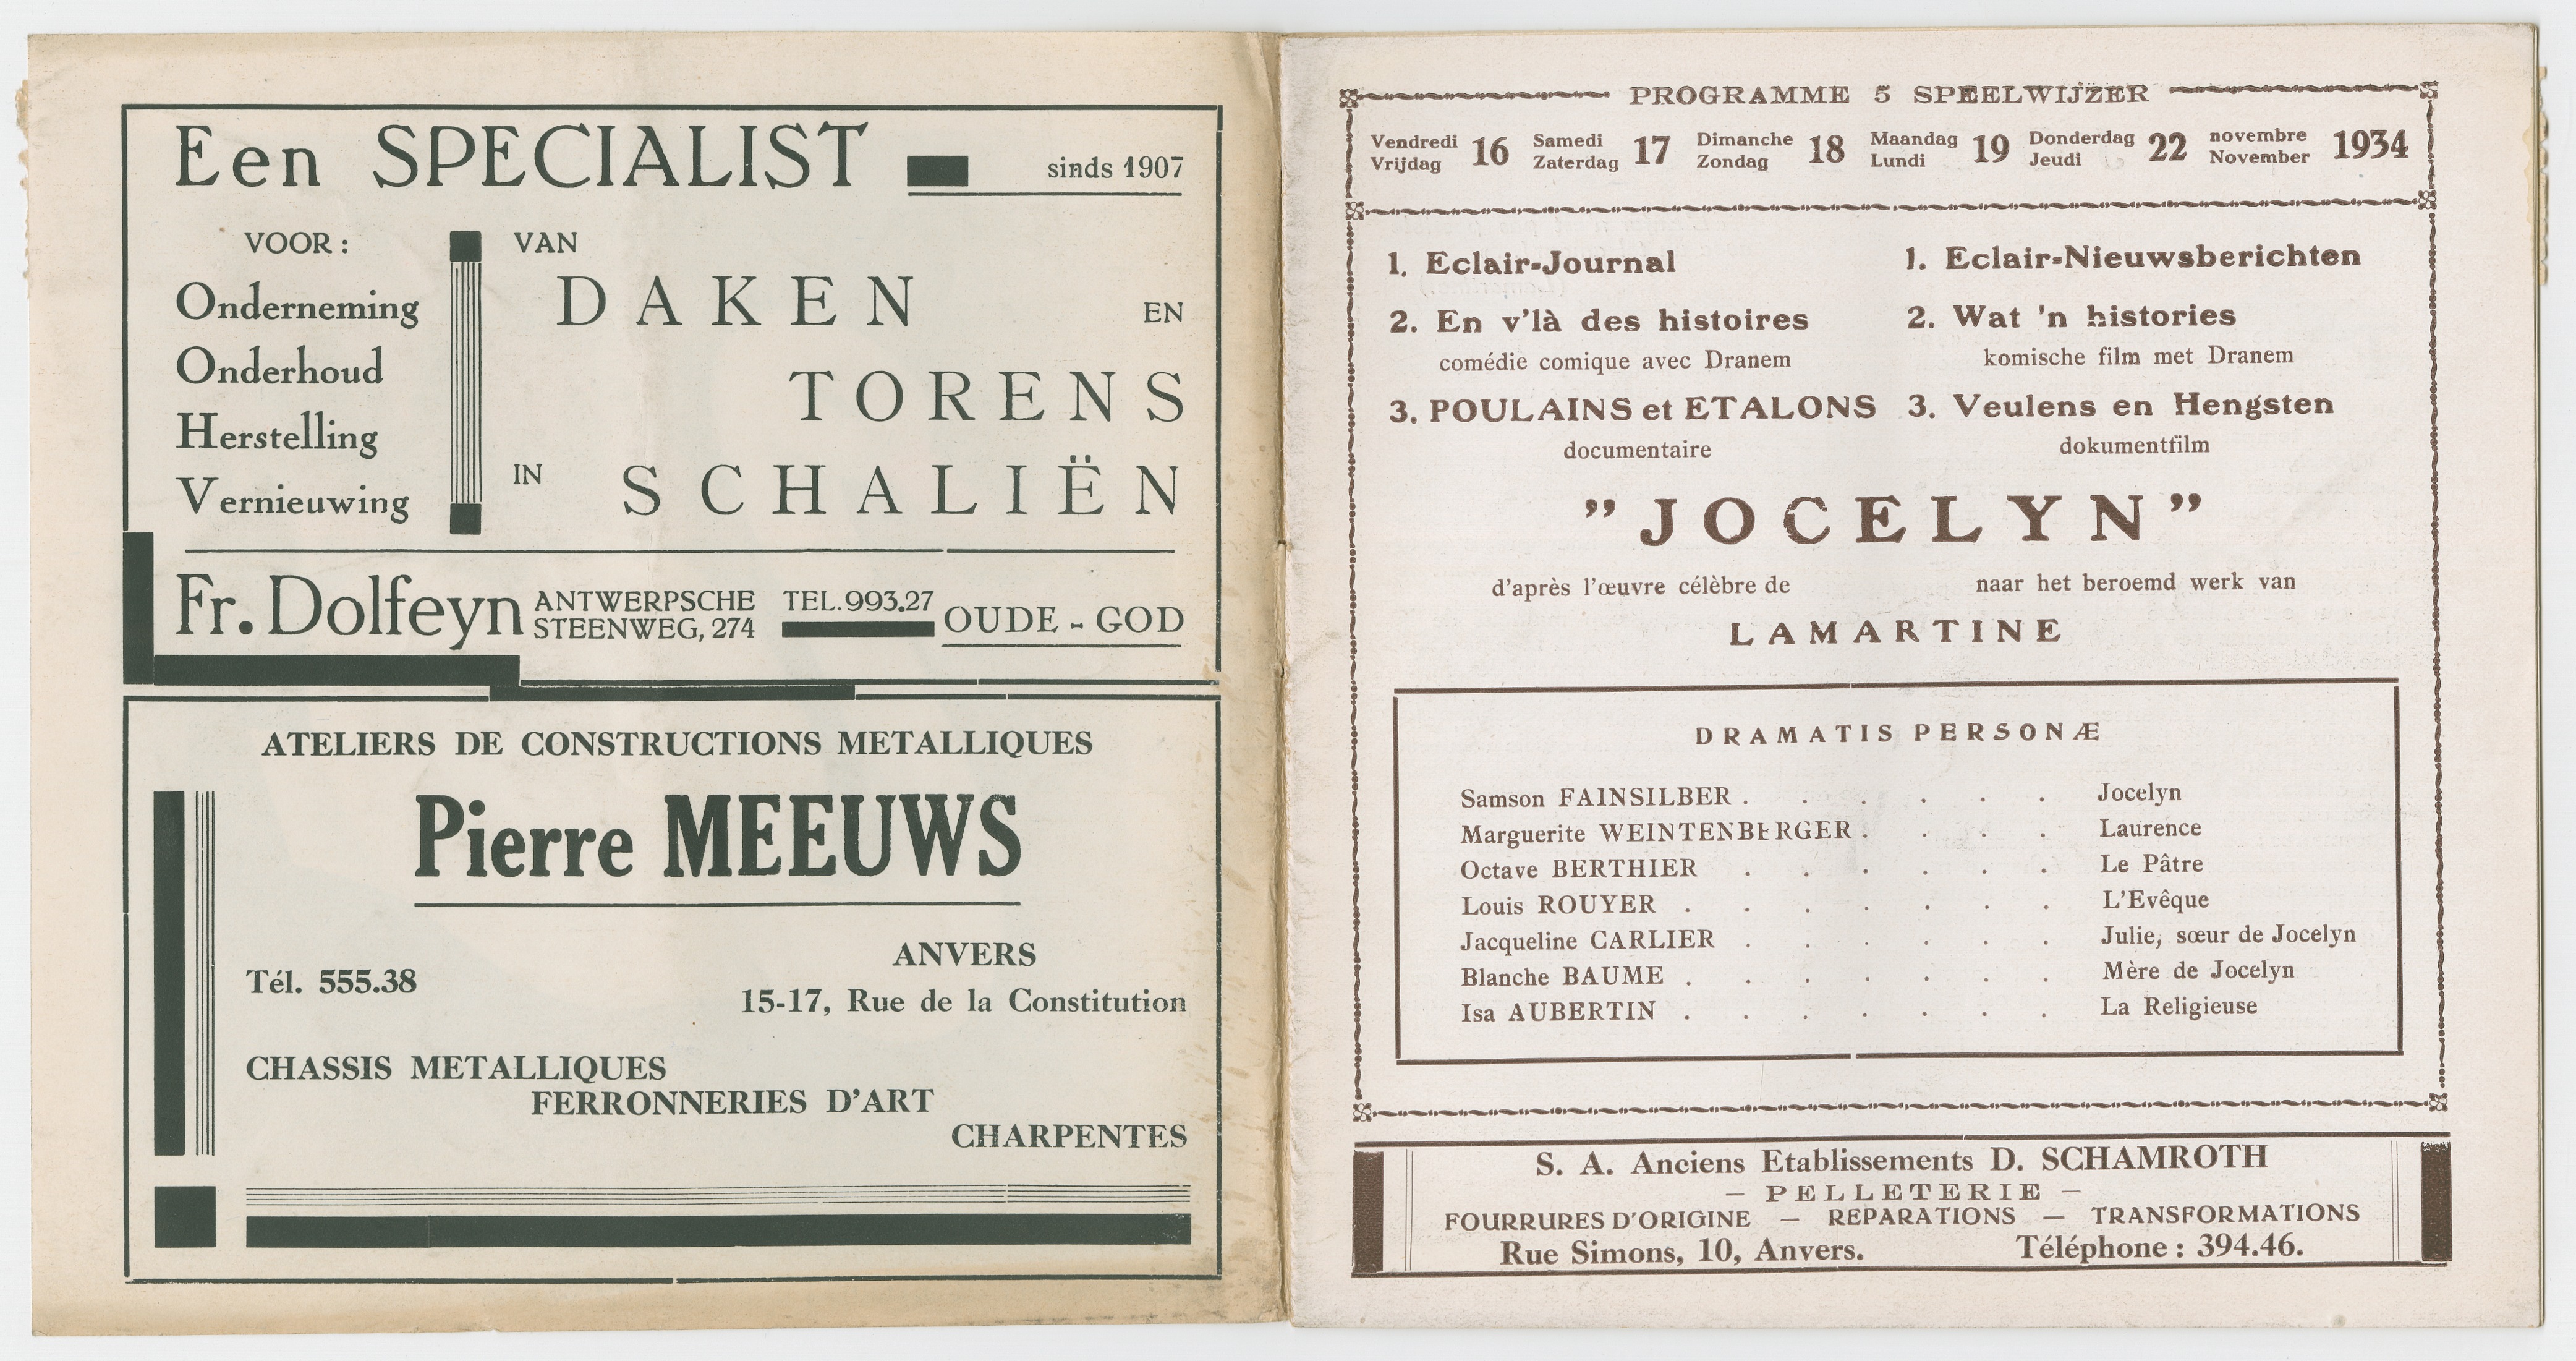 Een SPECIALIST
sinds 1907
VOOR :
Onderneming
Onderhoud
Herstelling
Vernieuwing
VAN
DAKEN
EN
TORENS
IN SCHALIËN
Fr. Dolfeyn
ANTWERPSCHE
STEENWEG, 274
TEL. 993.27
OUDE - GOD
ATELIERS DE CONSTRUCTIONS METALLIQUES
Pierre MEEUWS
ANVERS
Tél. 555.38
15-17, Rue de la Constitution
CHASSIS METALLIQUES
FERRONNERIES D'ART
CHARPENTES
PROGRAMME 5 SPEELWIJZER
Vendredi
Vrijdag
16
Samedi
Zaterdag
17
Dimanche
Zondag
18
Maandag
Lundi
19
Donderdag
Jeudi
22
novembre
November
1934
1. Eclair-Journal
2. En v'là des histoires
comédie comique avec Dranem
3. POULAINS et ETALONS
documentaire
1. Eclair-Nieuwsberichten
2. Wat 'n histories
komische film met Dranem
3. Veulens en Hengsten
dokumentfilm
"JOCELYN"
d'après l'œuvre célèbre de
naar het beroemd werk van
LAMARTINE
DRAMATIS PERSONÆ
Samson FAINSILBER . . . . . . Jocelyn
Marguerite WEINTENBERGER . . . . Laurence
Octave BERTHIER . . . . . . Le Pâtre
Louis ROUYER . . . . . . . L'Evêque
Jacqueline CARLIER . . . . . . Julie, sœur de Jocelyn
Blanche BAUME . . . . . . . Mère de Jocelyn
Isa AUBERTIN . . . . . . . La Religieuse
S. A. Anciens Etablissements D. SCHAMROTH
— PELLETERIE —
FOURRURES D'ORIGINE — REPARATIONS — TRANSFORMATIONS
Rue Simons, 10, Anvers. Téléphone : 394.46.